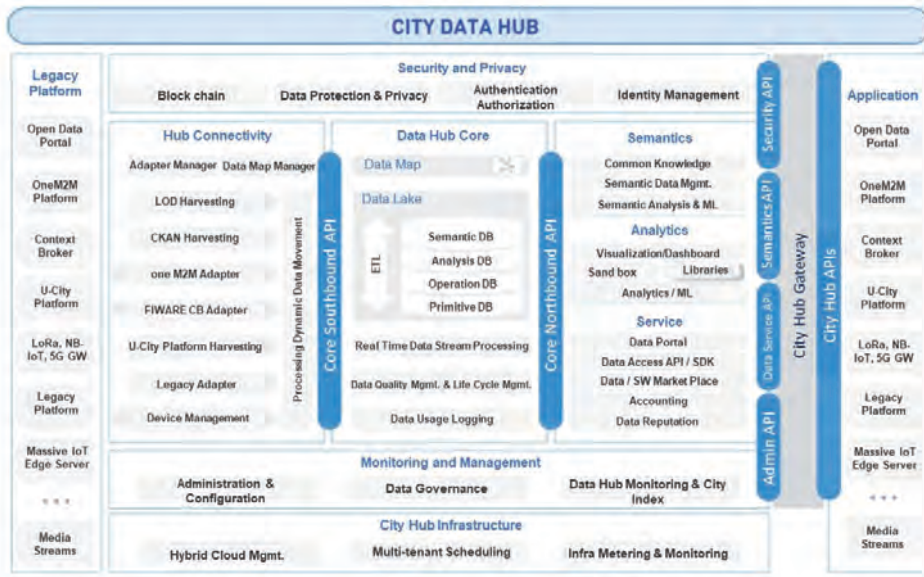 CITY DATA HUB
Legacy
Platform
Open Data
Portal
OneM2M
Platform
Context
Broker
U-City
Platform
LoRa, NB-
IoT, 5G GW
Legacy
Platform
Massive IoT
Edge Server
...
Media
Streams
Security and Privacy
Block chain
Data Protection & Privacy
Authentication
Authorization
Identity Management
Hub Connectivity
Adapter Manager
Data Map Manager
LOD Harvesting
CKAN Harvesting
one M2M Adapter
FIWARE CB Adapter
U-City Platform Harvesting
Legacy Adapter
Device Management
Processing Dynamic Data Movement
Core Southbound API
Data Hub Core
Data Map
Data Lake
ETL
Semantic DB
Analysis DB
Operation DB
Primitive DB
Real Time Data Stream Processing
Data Quality Mgmt. & Life Cycle Mgmt.
Data Usage Logging
Core Northbound API
Semantics
Common Knowledge
Semantic Data Mgmt.
Semantic Analysis & ML
Analytics
Visualization/Dashboard
Sand box
Libraries
Analytics / ML
Service
Data Portal
Data Access API / SDK
Data / SW Market Place
Accounting
Data Reputation
Monitoring and Management
Administration &
Configuration
Data Governance
Data Hub Monitoring & City
Index
City Hub Infrastructure
Hybrid Cloud Mgmt.
Multi-tenant Scheduling
Infra Metering & Monitoring
Security API
Semantics API
Data Service API
Admin API
City Hub Gateway
City Hub APIs
Application
Open Data
Portal
OneM2M
Platform
Context
Broker
U-City
Platform
LoRa, NB-
IoT, 5G GW
Legacy
Platform
Massive IoT
Edge Server
...
Media
Streams